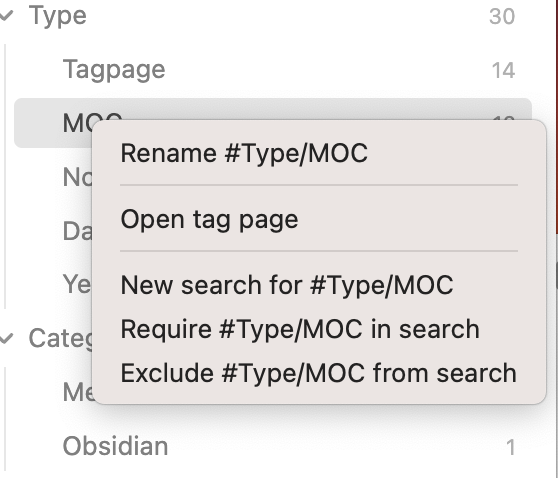 Type 30
Tagpage 14
MOC
Rename #Type/MOC
Open tag page
New search for #Type/MOC
Require #Type/MOC in search
Exclude #Type/MOC from search
Obsidian 1